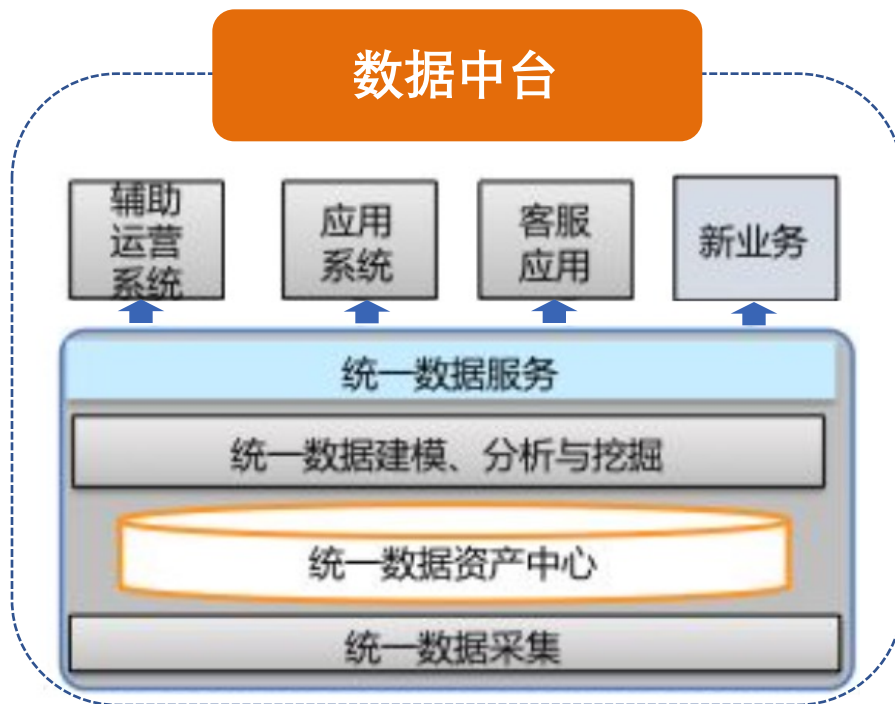 数据中台
辅助
运营
系统
应用
系统
客服
应用
新业务
统一数据服务
统一数据建模、分析与挖掘
统一数据资产中心
统一数据采集